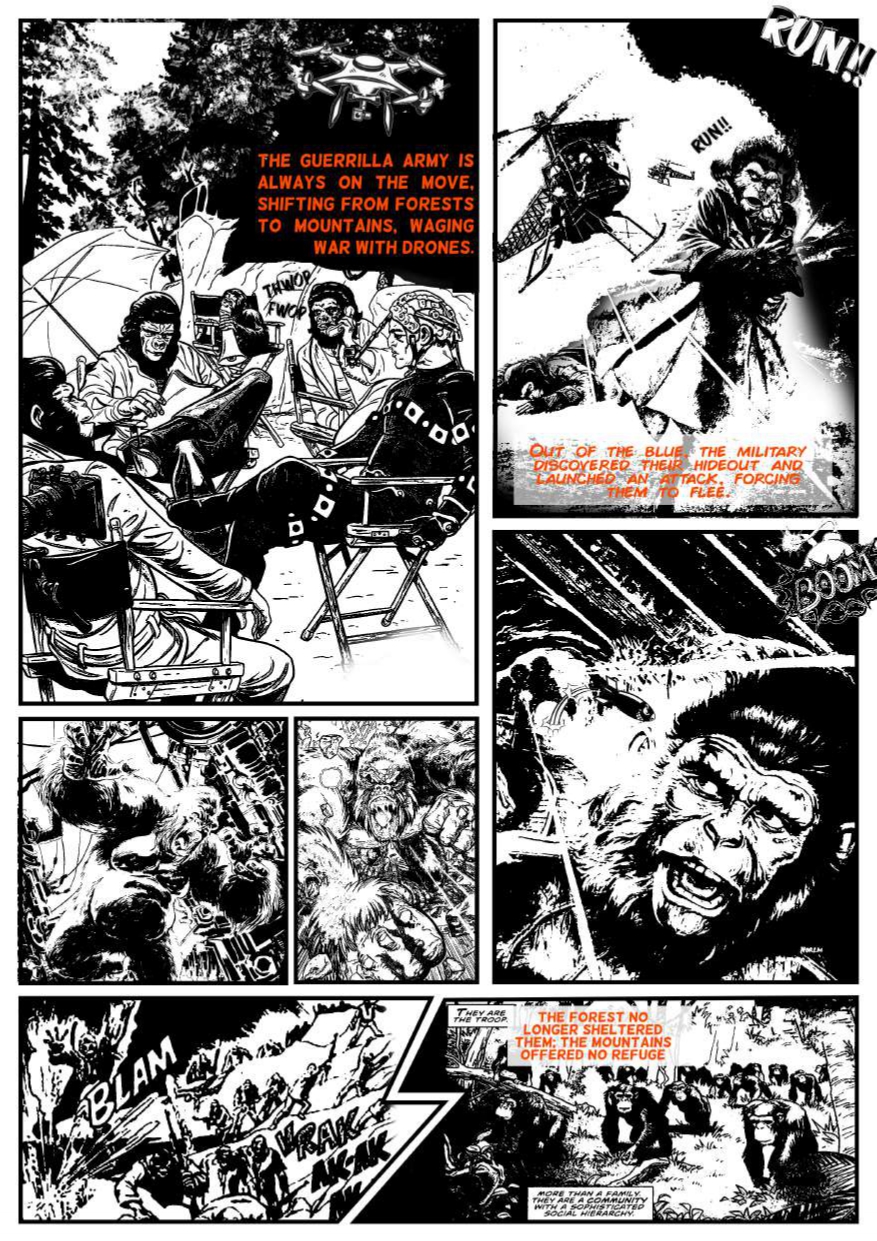 THE GUERRILLA ARMY IS
ALWAYS ON THE MOVE,
SHIFTING FROM FORESTS
TO MOUNTAINS, WAGING
WAR WITH DRONES.
THWOP
FWOP
RUN!!
RUN!!
OUT OF THE BLUE, THE MILITARY
DISCOVERED THEIR HIDEOUT AND
LAUNCHED AN ATTACK, FORCING
THEM TO FLEE.
BOOM
NOREM
BLAM
THEY ARE
THE TROOP.
THE FOREST NO
LONGER SHELTERED
THEM; THE MOUNTAINS
OFFERED NO REFUGE
MORE THAN A FAMILY.
THEY ARE A COMMUNITY
WITH A SOPHISTICATED
SOCIAL HIERARCHY.